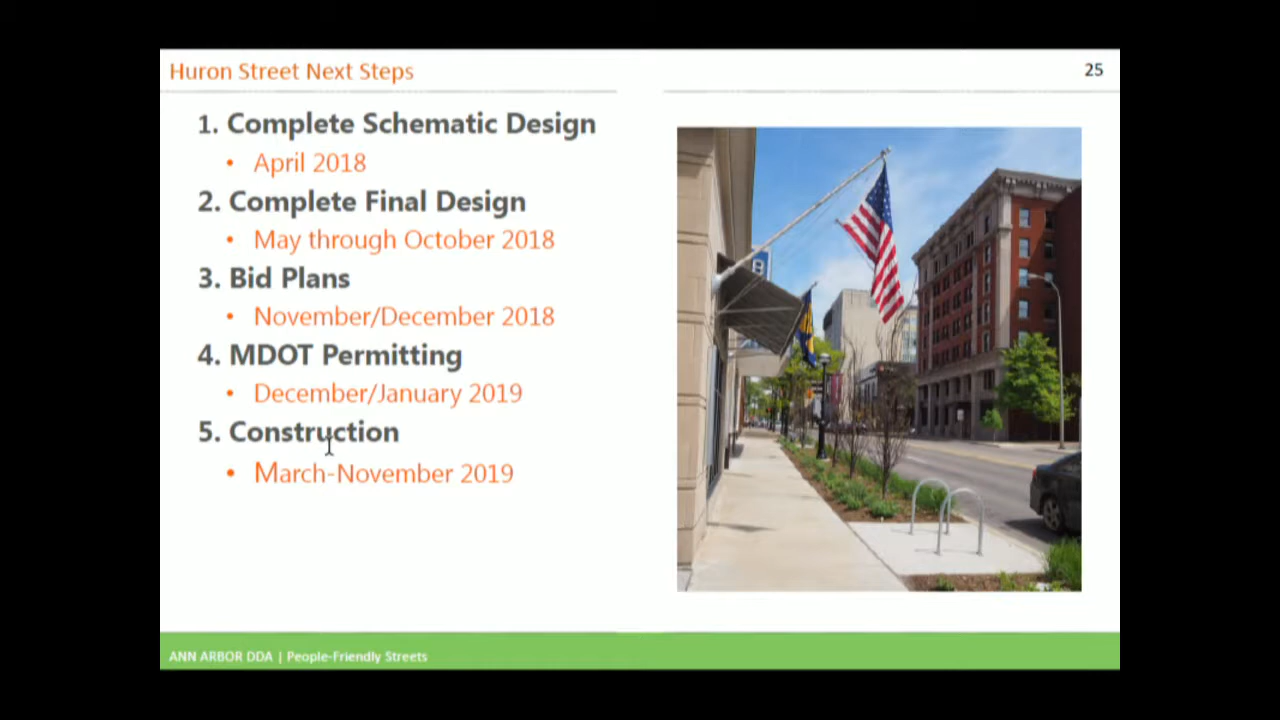 Huron Street Next Steps
25
1. Complete Schematic Design
• April 2018
2. Complete Final Design
• May through October 2018
3. Bid Plans
• November/December 2018
4. MDOT Permitting
• December/January 2019
5. Construction
• March-November 2019
B
ANN ARBOR DDA | People-Friendly Streets